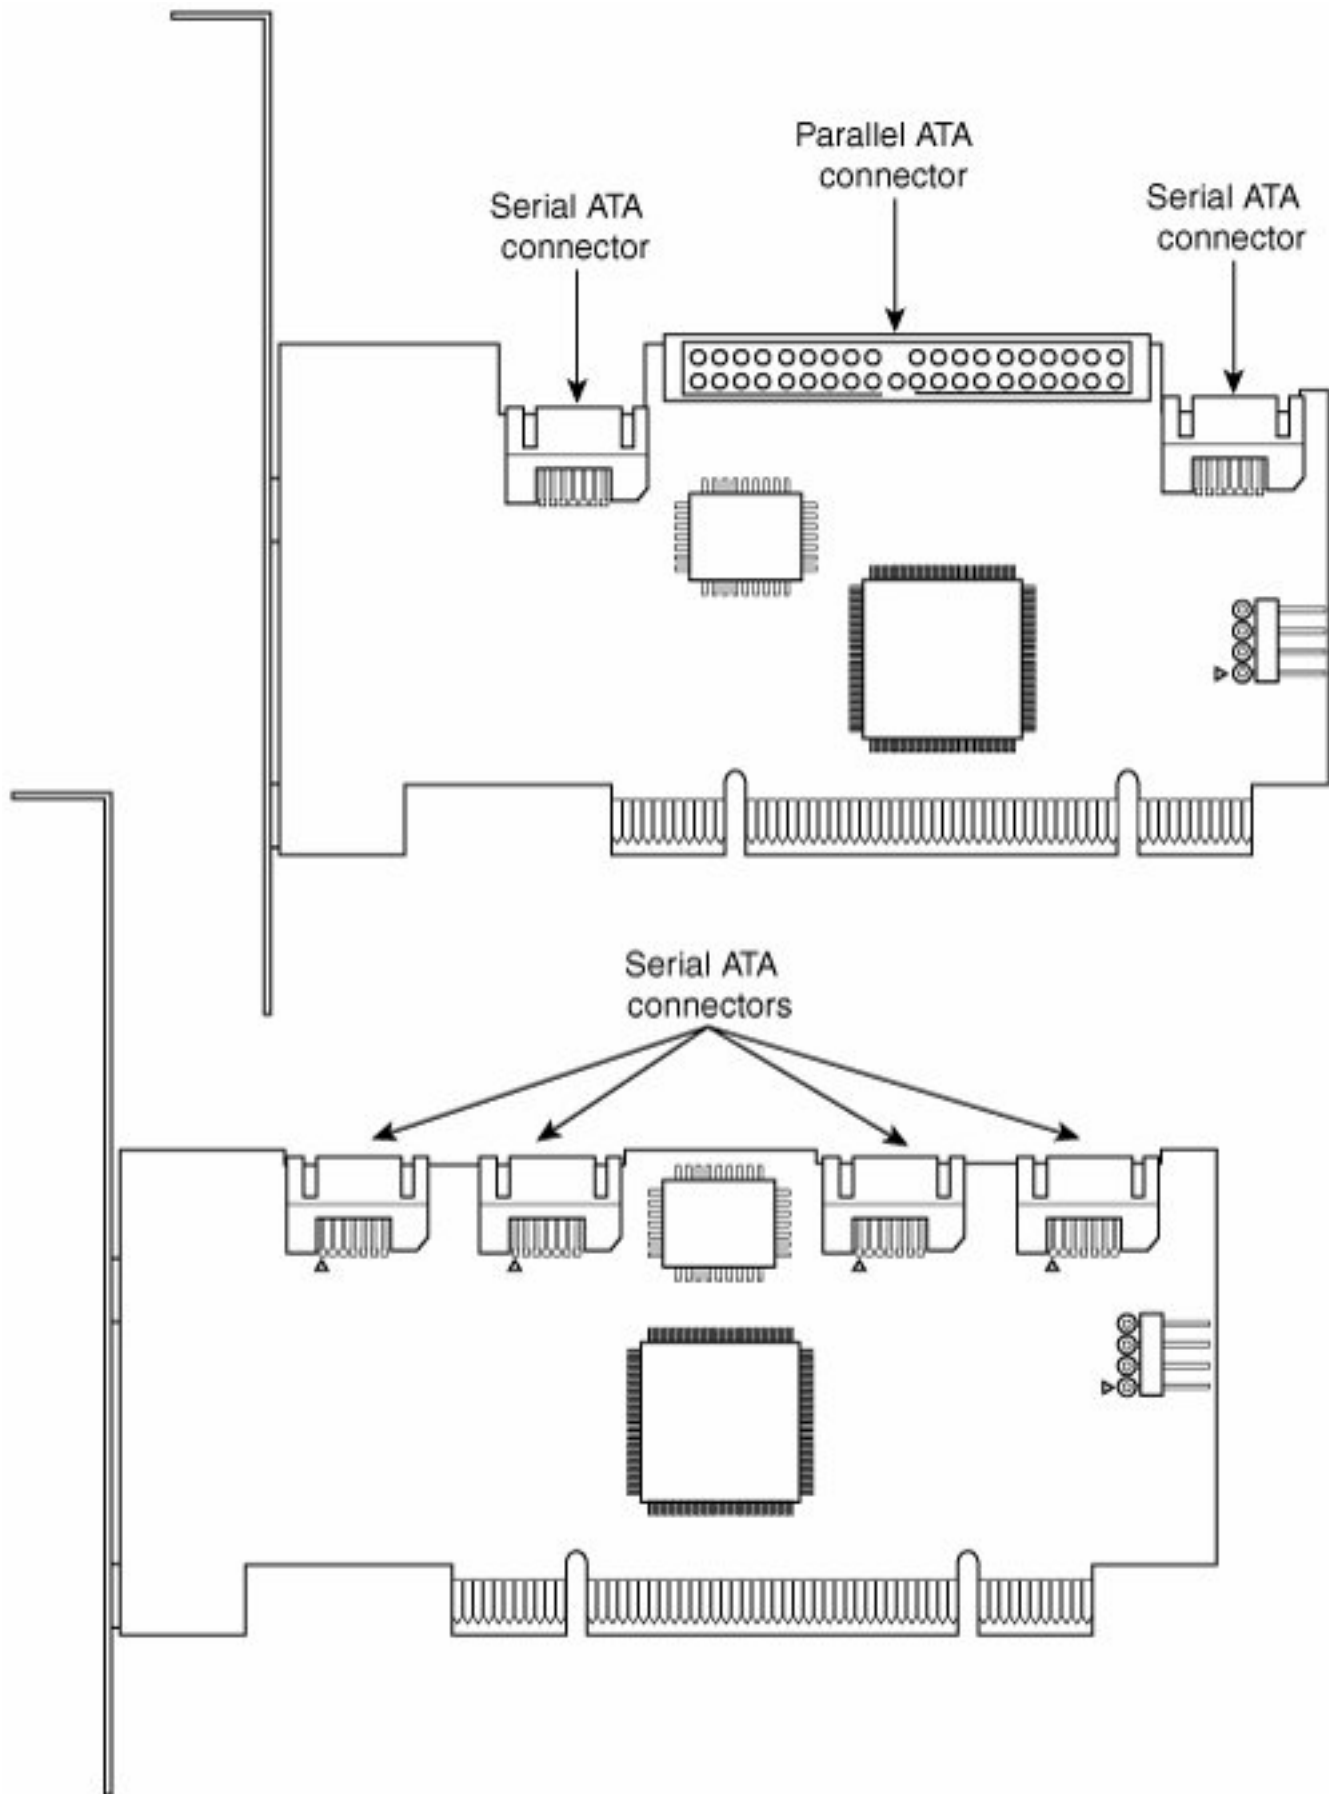 Parallel ATA
connector
Serial ATA
connector
Serial ATA
connector
Serial ATA
connectors